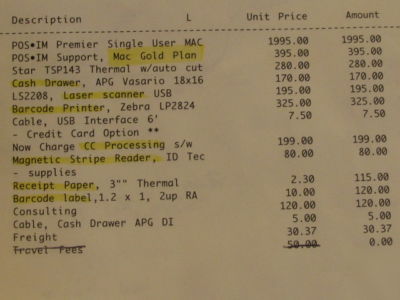 Description L Unit Price Amount
POS•IM Premier Single User MAC 1995.00 1995.00
POS•IM Support, Mac Gold Plan 395.00 395.00
Star TSP143 Thermal w/auto cut 280.00 280.00
Cash Drawer, APG Vasario 18x16 170.00 170.00
LS2208, Laser scanner USB 195.00 195.00
Barcode Printer, Zebra LP2824 325.00 325.00
Cable, USB Interface 6' 7.50 7.50
- Credit Card Option **
Now Charge CC Processing s/w 199.00 199.00
Magnetic Stripe Reader, ID Tec 80.00 80.00
- supplies
Receipt Paper, 3"" Thermal 2.30 115.00
Barcode label,1.2 x 1, 2up RA 10.00 120.00
Consulting 120.00 120.00
Cable, Cash Drawer APG DI 5.00 5.00
Freight 30.37 30.37
Travel Fees 50.00 0.00